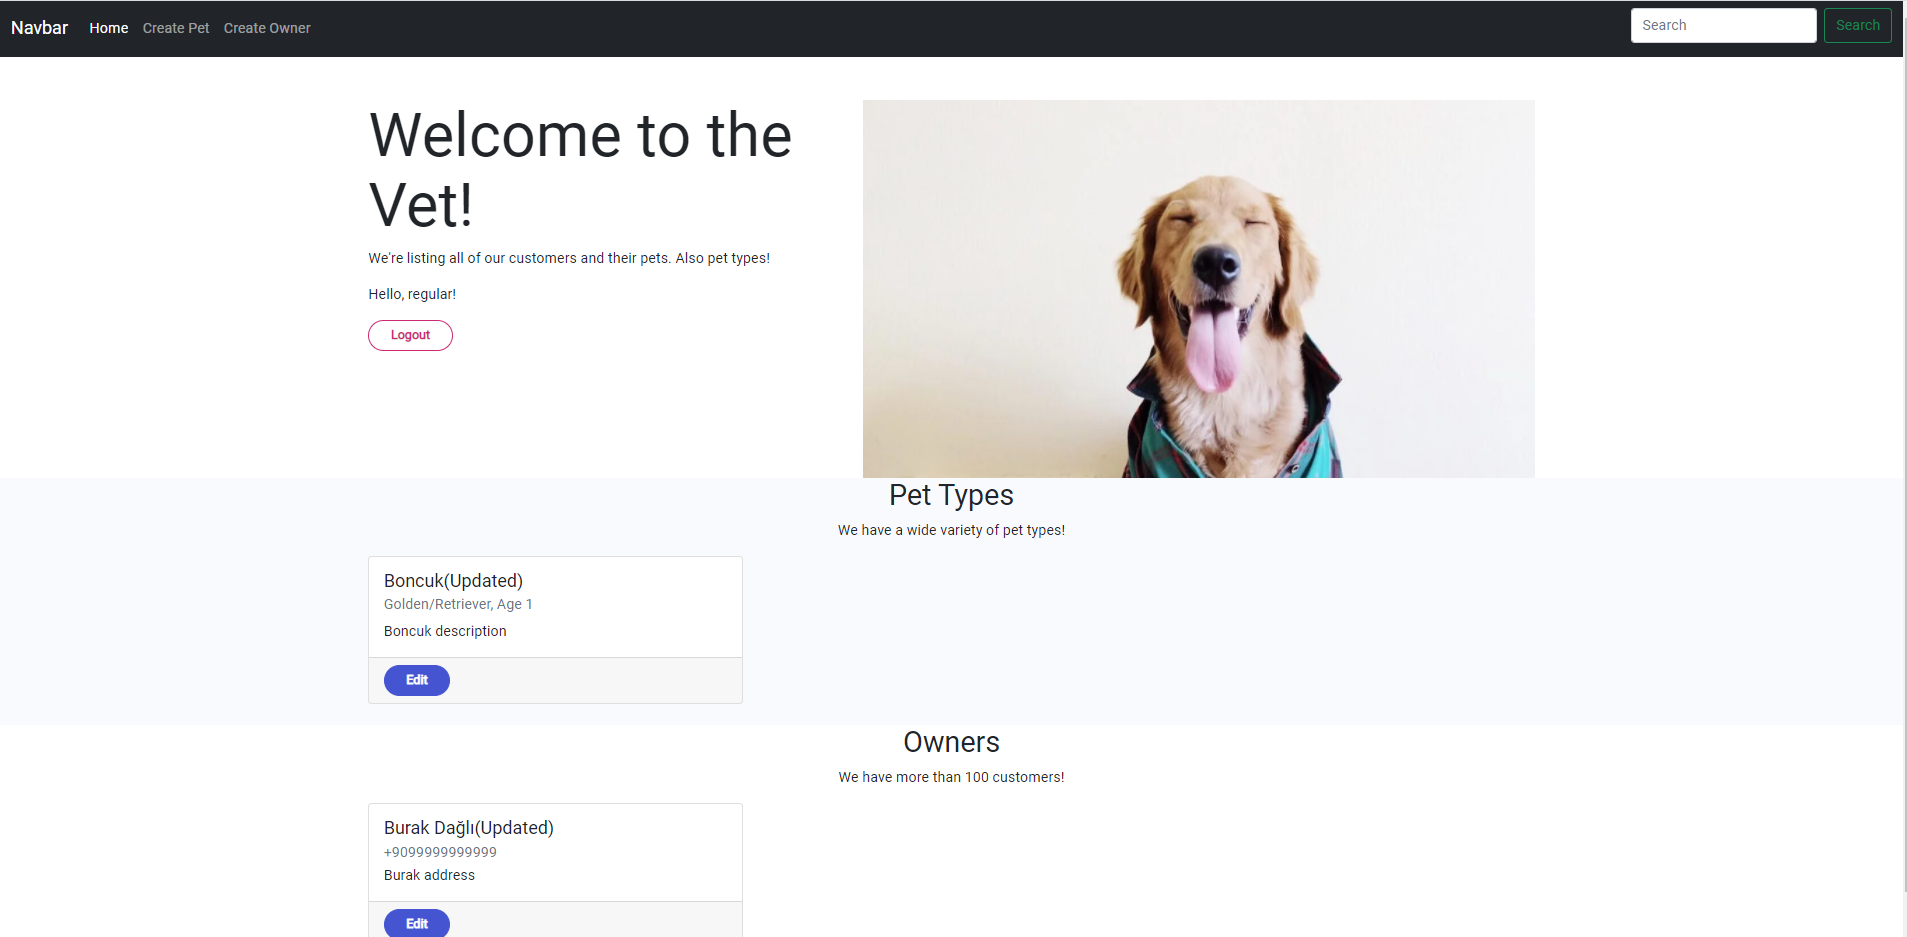 Navbar Home Create Pet Create Owner Search Search
Welcome to the
Vet!
We're listing all of our customers and their pets. Also pet types!
Hello, regular!
Logout
Pet Types
We have a wide variety of pet types!
Boncuk(Updated)
Golden/Retriever, Age 1
Boncuk description
Edit
Owners
We have more than 100 customers!
Burak Dağlı(Updated)
+9099999999999
Burak address
Edit